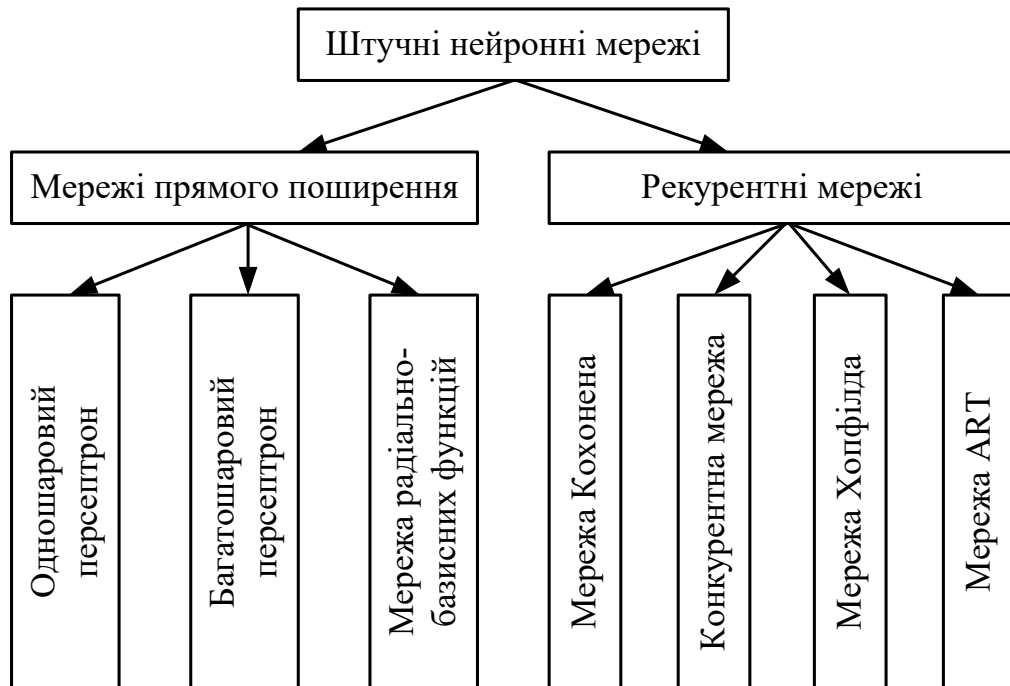 Штучні нейронні мережі
Мережі прямого поширення
Рекурентні мережі
Одношаровий
персептрон
Багатошаровий
персептрон
Мережа радіально-
базисних функцій
Мережа Кохонена
Конкурентна мережа
Мережа Хопфілда
Мережа ART